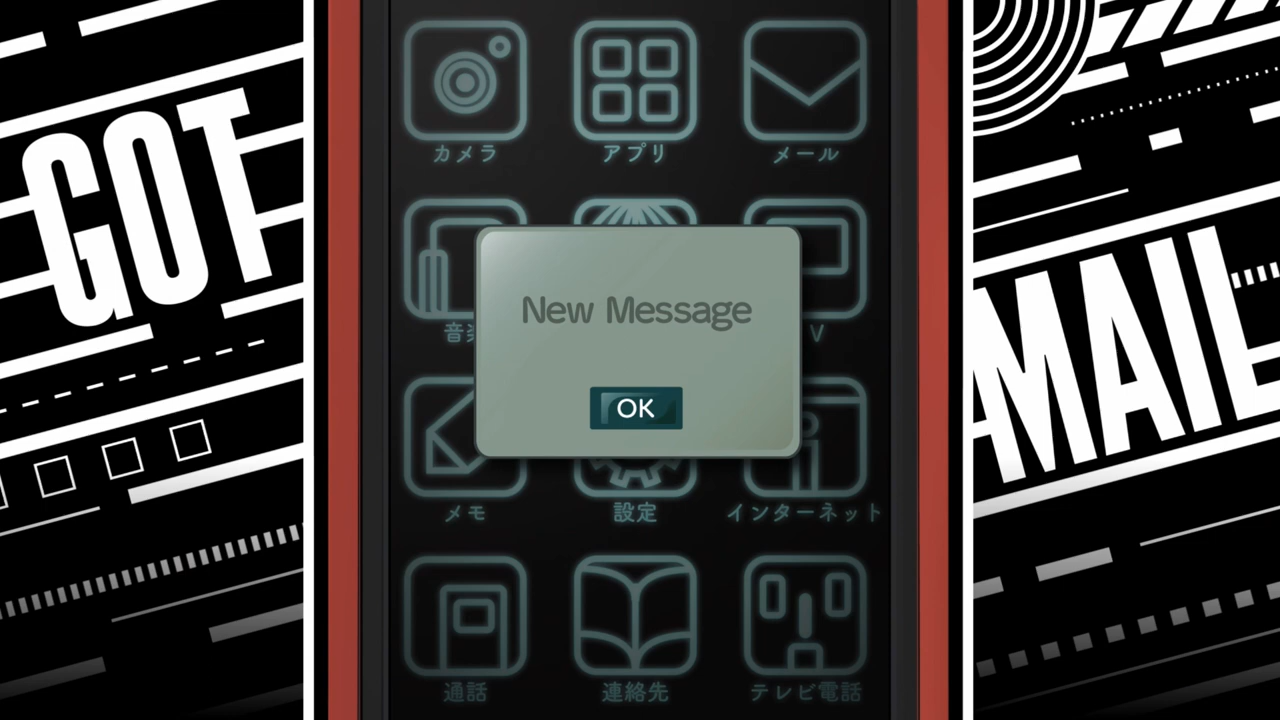 GOT
カメラ
アプリ
メール
New Message
OK
音
V
メモ
設定
インターネット
通話
連絡先
テレビ電話
MAIL